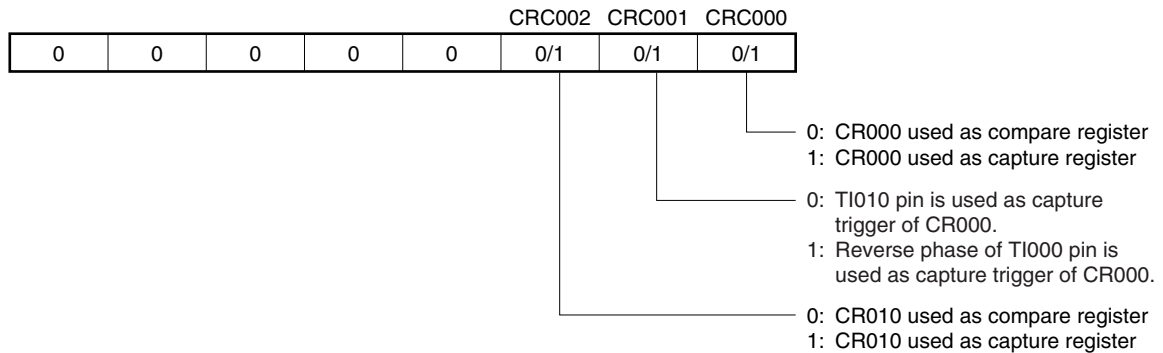 CRC002 CRC001 CRC000
0 0 0 0 0 0/1 0/1 0/1
0: CR000 used as compare register
1: CR000 used as capture register
0: TI010 pin is used as capture
trigger of CR000.
1: Reverse phase of TI000 pin is
used as capture trigger of CR000.
0: CR010 used as compare register
1: CR010 used as capture register